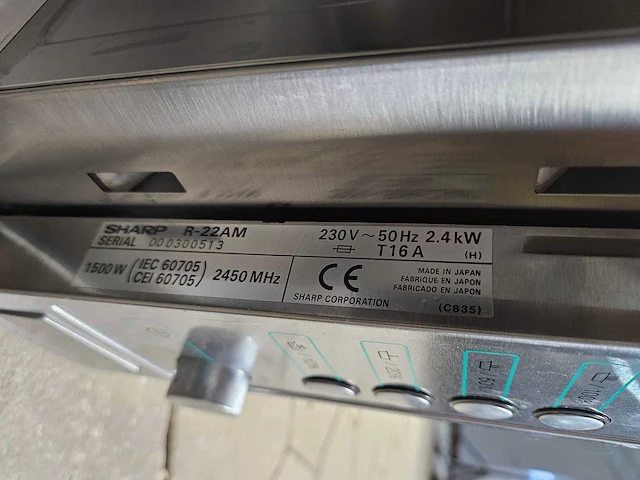 SHARP R-22AM
SERIAL 000300513
230V~50Hz 2.4kW
T16A (H)
1500W (IEC 60705)
(CEI 60705) 2450MHz
CE
SHARP CORPORATION
MADE IN JAPAN
FABRIQUE EN JAPON
FABRICADO EN JAPON
(C835)